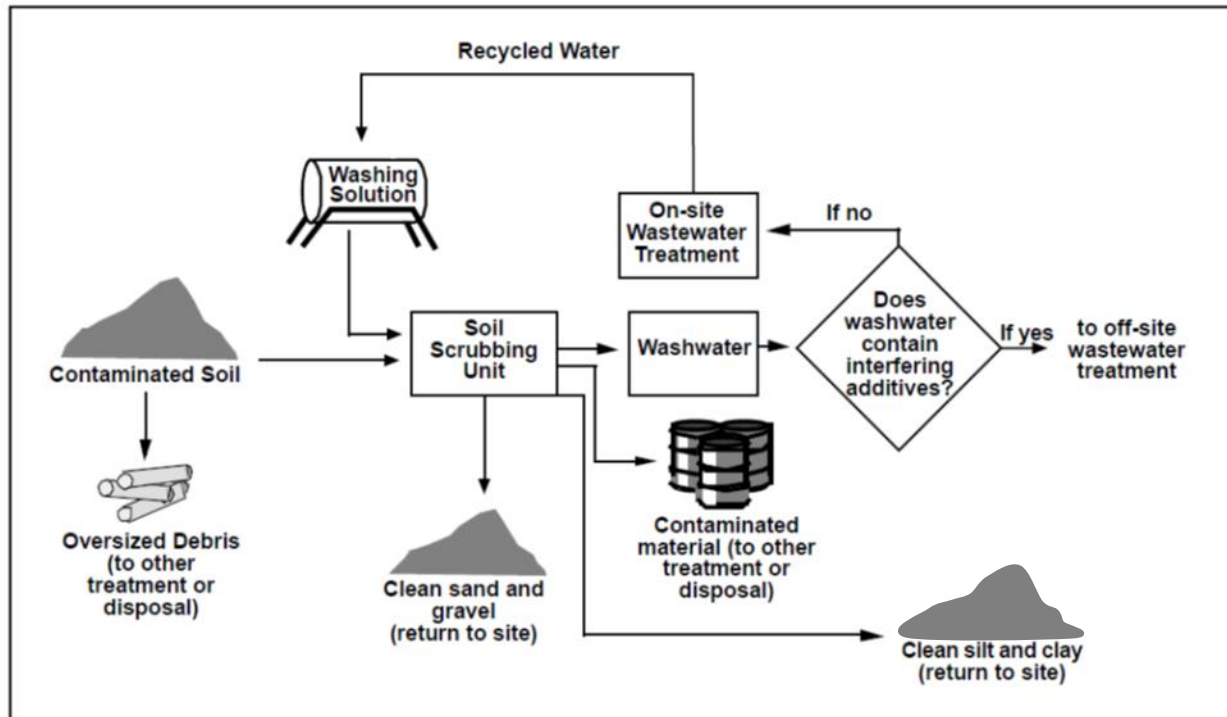 Recycled Water
Washing
Solution
On-site
Wastewater
Treatment
If no
Contaminated Soil
Soil
Scrubbing
Unit
Washwater
Does
washwater
contain
interfering
additives?
If yes
to off-site
wastewater
treatment
Oversized Debris
(to other
treatment or
disposal)
Clean sand and
gravel
(return to site)
Contaminated
material (to other
treatment or
disposal)
Clean silt and clay
(return to site)